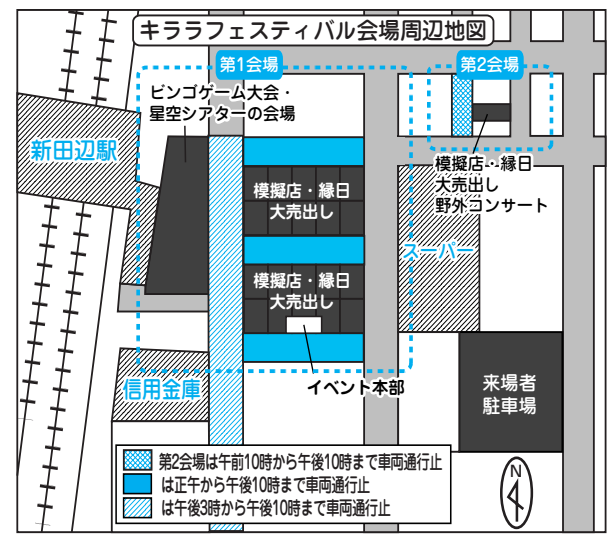 キララフェスティバル会場周辺地図
第1会場
第2会場
ビンゴゲーム大会・
星空シアターの会場
新田辺駅
模擬店・縁日
大売出し
模擬店・縁日
大売出し
野外コンサート
スーパー
模擬店・縁日
大売出し
イベント本部
信用金庫
来場者
駐車場
第2会場は午前10時から午後10時まで車両通行止
は正午から午後10時まで車両通行止
は午後3時から午後10時まで車両通行止
N